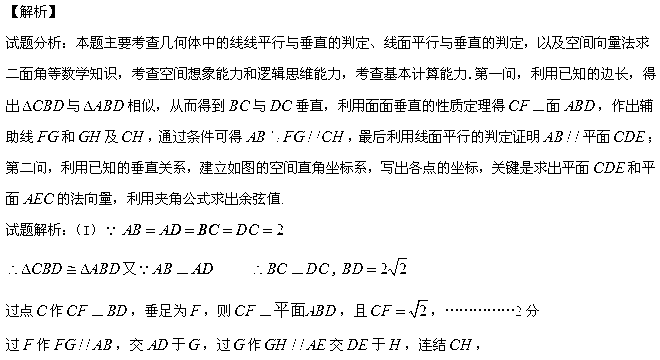 【解析】
试题分析：本题主要考查几何体中的线线平行与垂直的判定、线面平行与垂直的判定，以及空间向量法求
二面角等数学知识，考查空间想象能力和逻辑思维能力，考查基本计算能力.第一问，利用已知的边长，得
出△CBD与△ABD相似，从而得到BC与DC垂直，利用面面垂直的性质定理得CF⊥面ABD，作出辅
助线FG和GH及CH，通过条件可得AB∥FG//CH，最后利用线面平行的判定证明AB//平面CDE；
第二问，利用已知的垂直关系，建立如图的空间直角坐标系，写出各点的坐标，关键是求出平面CDE和平
面AEC的法向量，利用夹角公式求出余弦值.
试题解析：（I）∵ AB=AD=BC=DC=2
∴△CBD≅△ABD又∵AB⊥AD ∴BC⊥DC，BD=2√2
过点C作CF⊥BD，垂足为F，则CF⊥平面ABD，且CF=√2，……………2分
过F作FG//AB，交AD于G，过G作GH//AE交DE于H，连结CH，